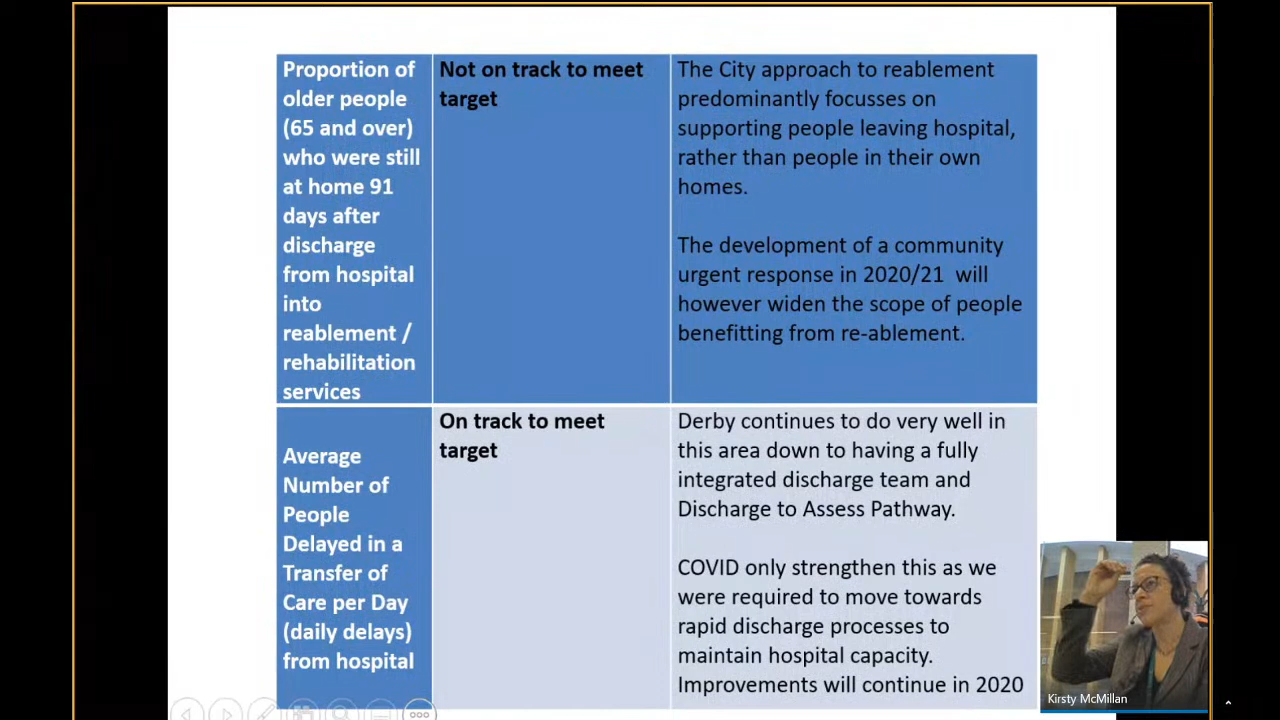 Proportion of
older people
(65 and over)
who were still
at home 91
days after
discharge
from hospital
into
reablement /
rehabilitation
services
Not on track to meet
target
The City approach to reablement
predominantly focusses on
supporting people leaving hospital,
rather than people in their own
homes.
The development of a community
urgent response in 2020/21 will
however widen the scope of people
benefitting from re-ablement.
Average
Number of
People
Delayed in a
Transfer of
Care per Day
(daily delays)
from hospital
On track to meet
target
Derby continues to do very well in
this area down to having a fully
integrated discharge team and
Discharge to Assess Pathway.
COVID only strengthen this as we
were required to move towards
rapid discharge processes to
maintain hospital capacity.
Improvements will continue in 2020
Kirsty McMillan